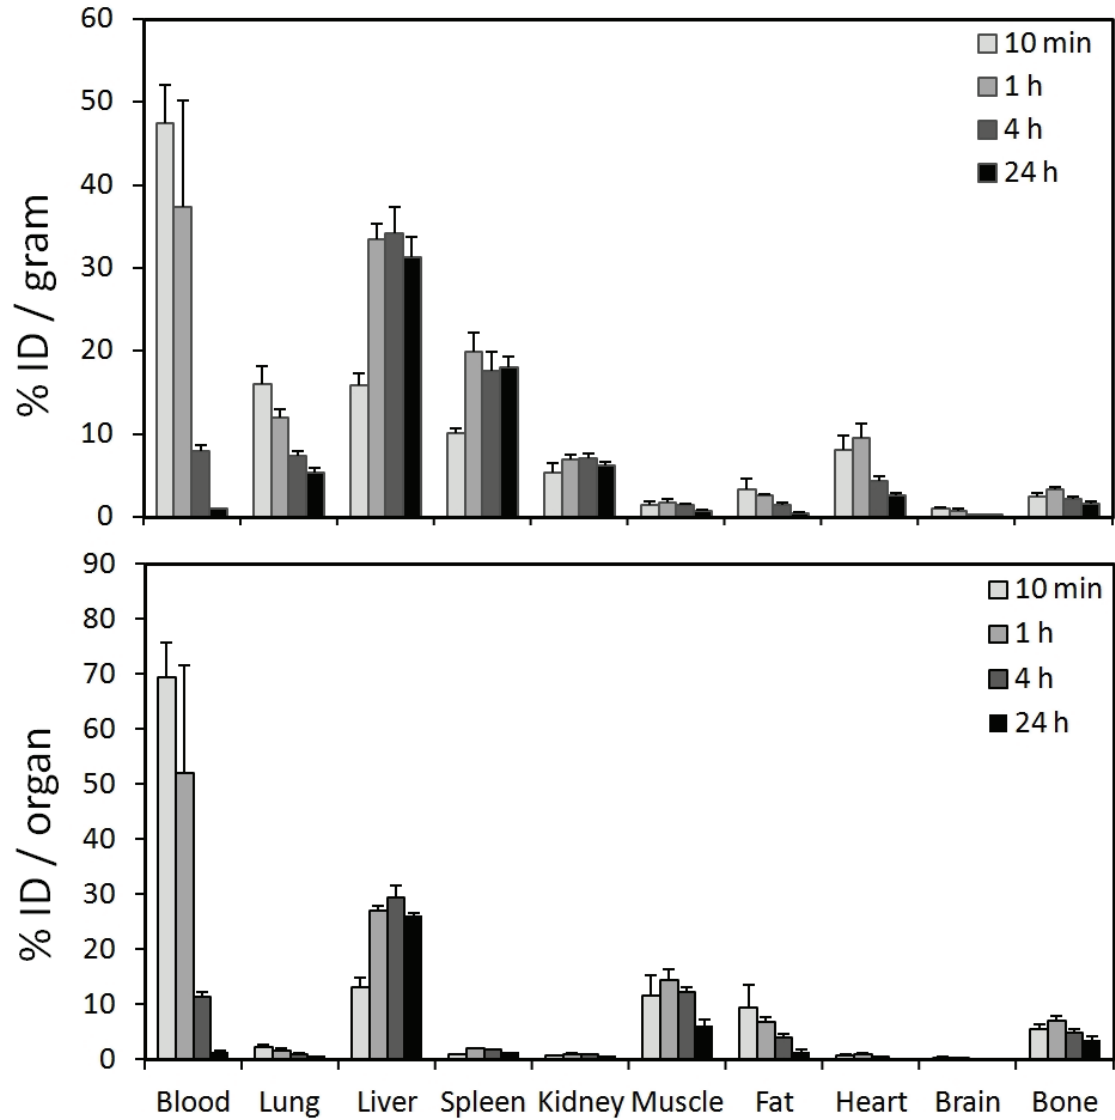 60
50
40
30
20
10
0
% ID / gram
10 min
1 h
4 h
24 h
90
80
70
60
50
40
30
20
10
0
% ID / organ
10 min
1 h
4 h
24 h
Blood Lung Liver Spleen Kidney Muscle Fat Heart Brain Bone